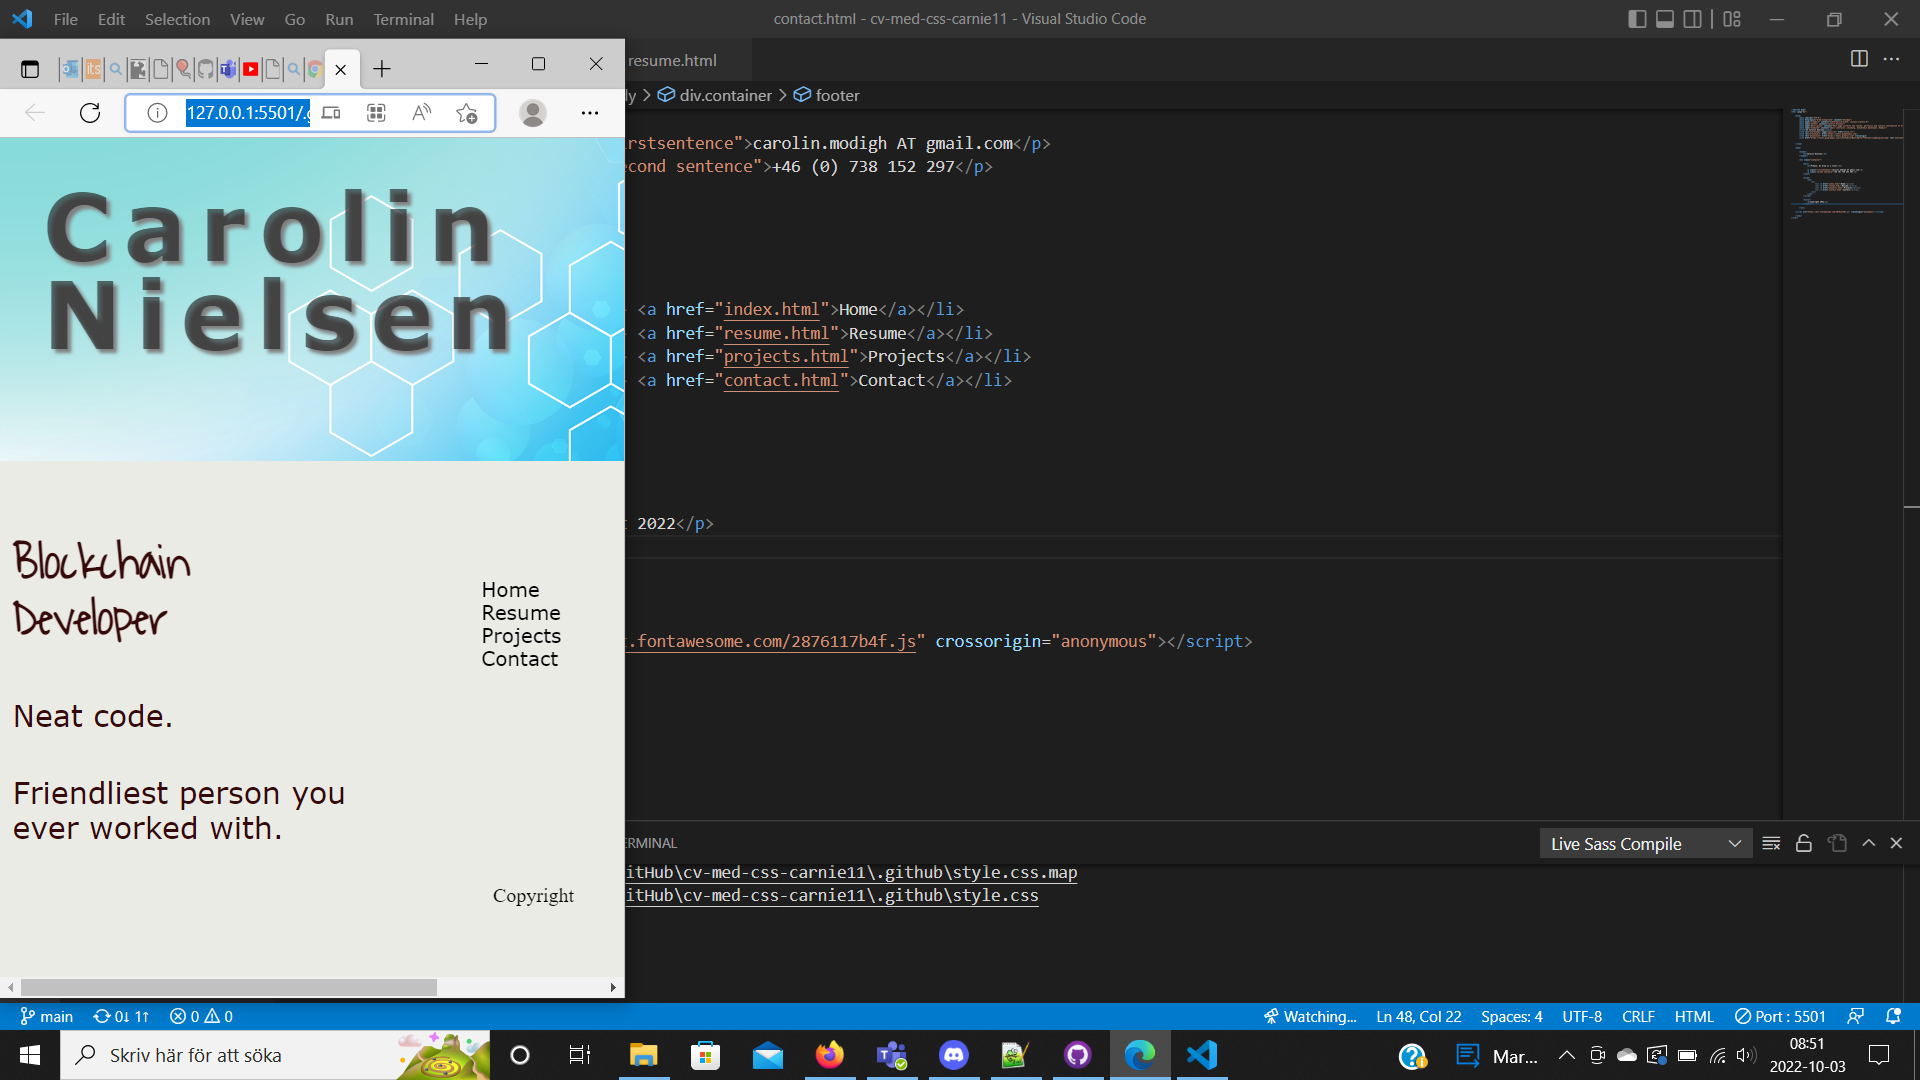 File Edit Selection View Go Run Terminal Help
contact.html - cv-med-css-carnie11 - Visual Studio Code
resume.html
127.0.0.1:5501/.g
ly > div.container > footer
Carolin
Nielsen
rstsentence">carolin.modigh AT gmail.com</p>
cond sentence">+46 (0) 738 152 297</p>
<a href="index.html">Home</a></li>
<a href="resume.html">Resume</a></li>
<a href="projects.html">Projects</a></li>
<a href="contact.html">Contact</a></li>
t 2022</p>
Blockchain
Developer
Home
Resume
Projects
Contact
t.fontawesome.com/2876117b4f.js" crossorigin="anonymous"></script>
Neat code.
Friendliest person you
ever worked with.
Copyright
ERMINAL
Live Sass Compile
itHub\cv-med-css-carnie11\.github\style.css.map
itHub\cv-med-css-carnie11\.github\style.css
main 0↓ 1↑ 0 0
Watching... Ln 48, Col 22 Spaces: 4 UTF-8 CRLF HTML Port : 5501
Skriv här för att söka
Mar...
08:51
2022-10-03